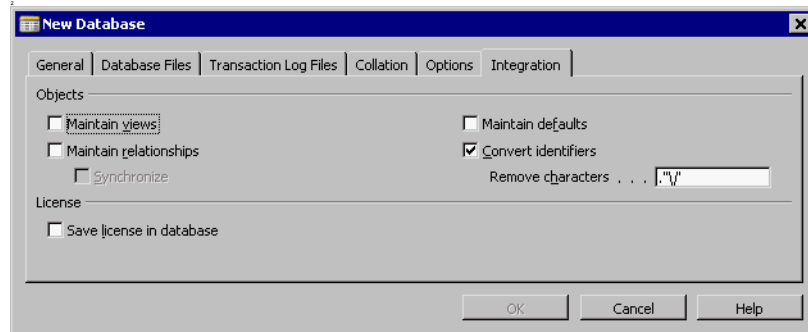 New Database
General Database Files Transaction Log Files Collation Options Integration
Objects
Maintain views Maintain defaults
Maintain relationships Convert identifiers
Synchronize Remove characters . . . ."\/'
License
Save license in database
OK Cancel Help